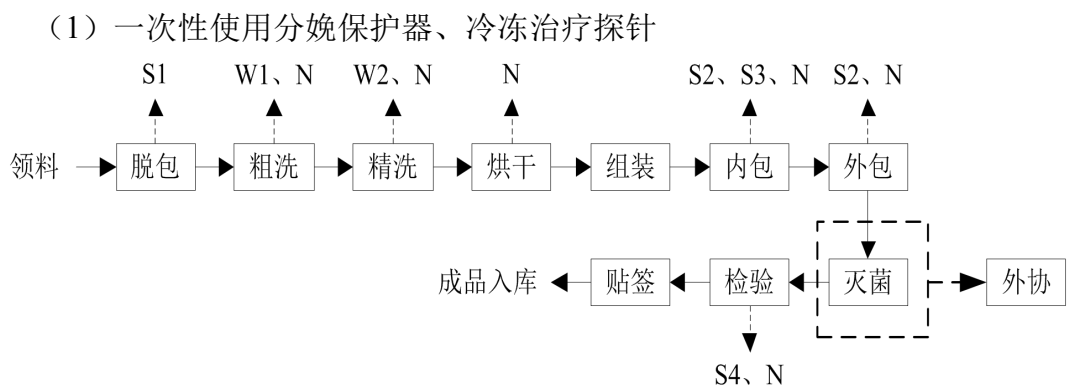 （1）一次性使用分娩保护器、冷冻治疗探针
S1 W1、N W2、N N S2、S3、N S2、N
领料 脱包 粗洗 精洗 烘干 组装 内包 外包
成品入库 贴签 检验 灭菌 外协
S4、N